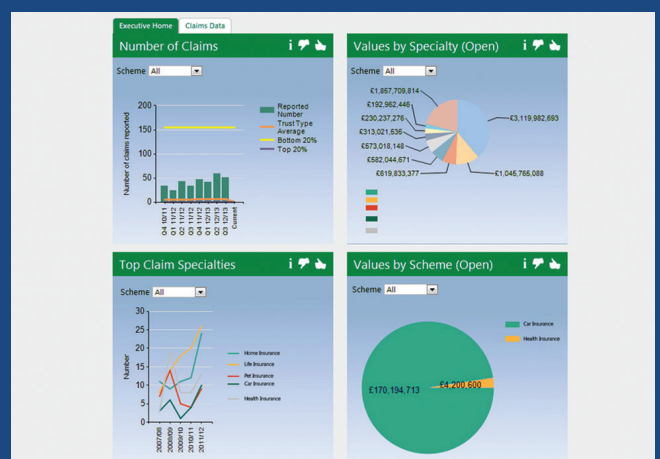 Executive Home
Claims Data
Number of Claims
i
Scheme All
Number of claims reported
200
150
100
50
0
Q4 10/11
Q1 11/12
Q2 11/12
Q3 11/12
Q4 11/12
Q1 12/13
Q2 12/13
Q3 12/13
Current
Reported
Number
Trust Type
Average
Bottom 20%
Top 20%
Values by Specialty (Open)
i
Scheme All
£1,857,709,814
£192,962,446
£230,237,276
£313,021,636
£573,018,148
£582,044,671
£619,833,377
£3,119,982,693
£1,046,766,088
Top Claim Specialties
i
Scheme All
Number
30
25
20
15
10
5
0
2007/08
2008/09
2009/10
2010/11
2011/12
Home Insurance
Life Insurance
Pet Insurance
Car Insurance
Health Insurance
Values by Scheme (Open)
i
Scheme All
£170,194,713
£4,200,600
Car Insurance
Health Insurance